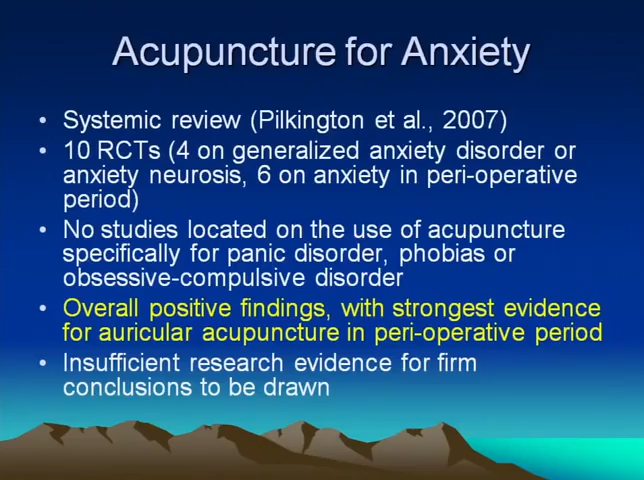 Acupuncture for Anxiety
• Systemic review (Pilkington et al., 2007)
• 10 RCTs (4 on generalized anxiety disorder or
anxiety neurosis, 6 on anxiety in peri-operative
period)
• No studies located on the use of acupuncture
specifically for panic disorder, phobias or
obsessive-compulsive disorder
• Overall positive findings, with strongest evidence
for auricular acupuncture in peri-operative period
• Insufficient research evidence for firm
conclusions to be drawn